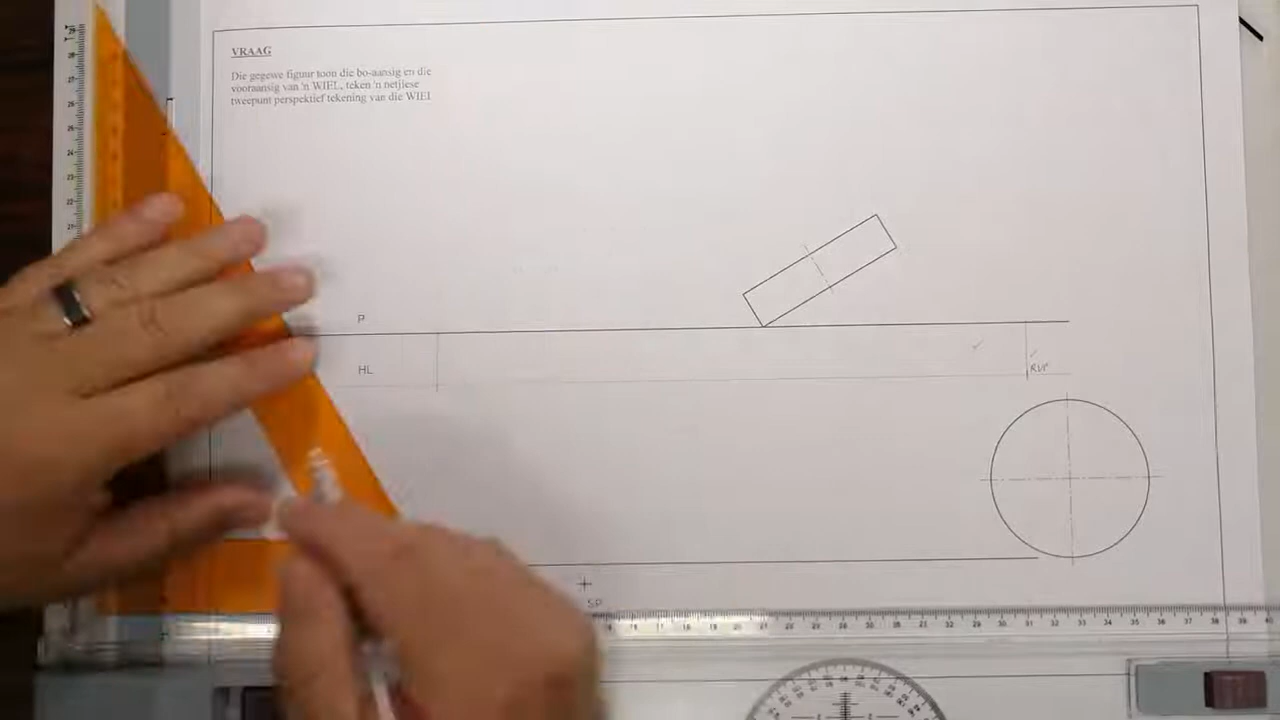 VRAAG
Die gegewe figuur toon die bo-aansig en die
vooraansig van 'n WIEL, teken 'n netjiese
tweepunt perspektief tekening van die WIEL
P
HL
RVP
SP